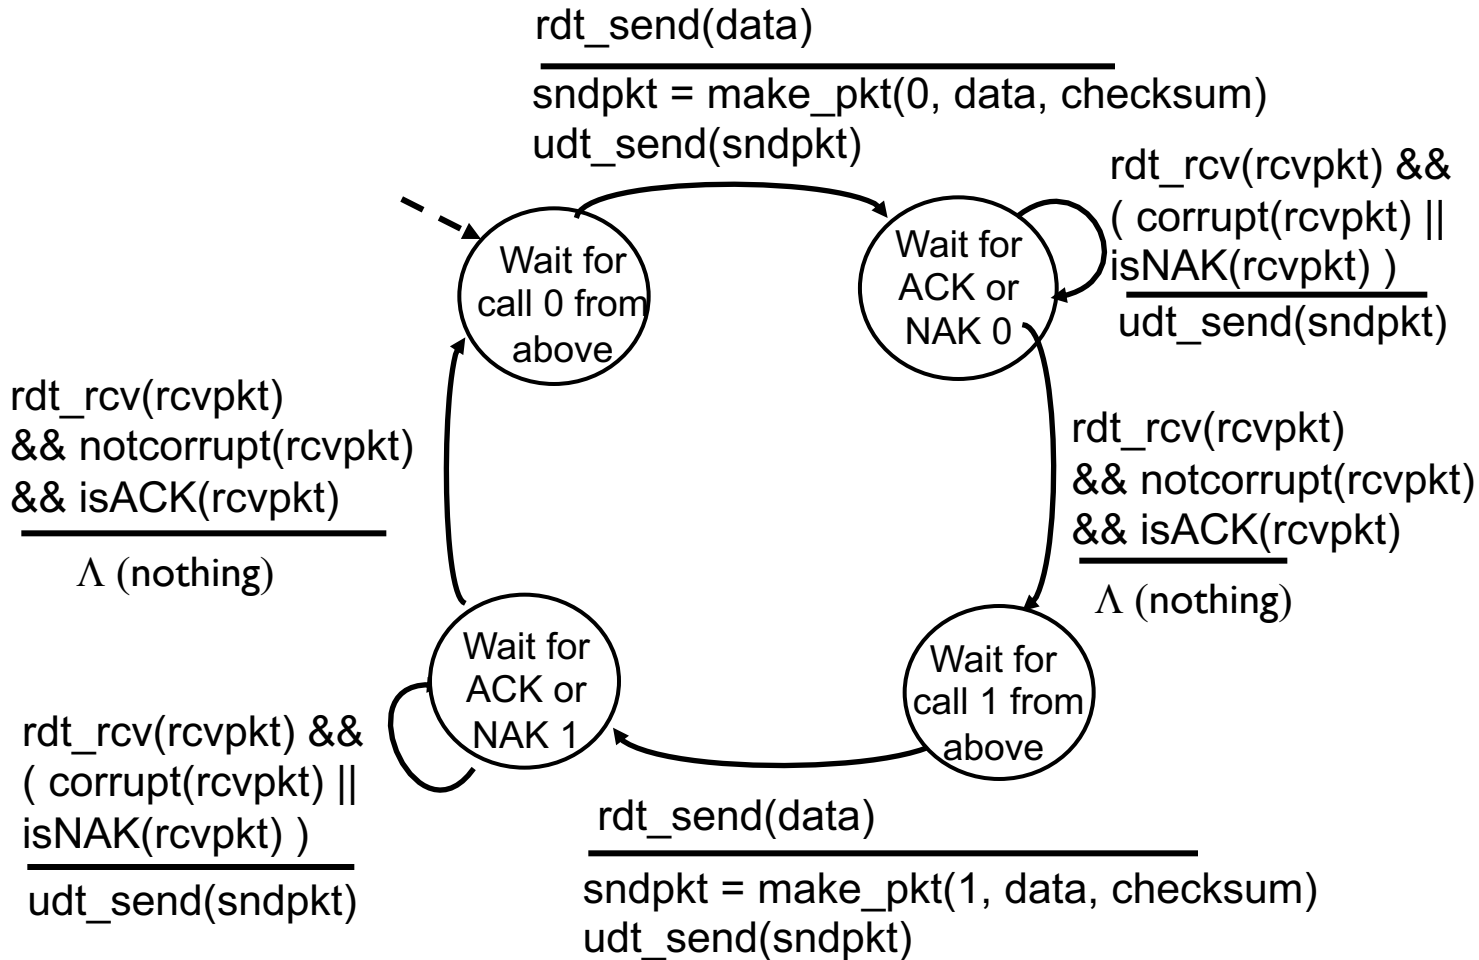 rdt_send(data)
sndpkt = make_pkt(0, data, checksum)
udt_send(sndpkt)
Wait for
call 0 from
above
Wait for
ACK or
NAK 0
rdt_rcv(rcvpkt) &&
( corrupt(rcvpkt) ||
isNAK(rcvpkt) )
udt_send(sndpkt)
rdt_rcv(rcvpkt)
&& notcorrupt(rcvpkt)
&& isACK(rcvpkt)
Λ (nothing)
rdt_rcv(rcvpkt)
&& notcorrupt(rcvpkt)
&& isACK(rcvpkt)
Λ (nothing)
Wait for
ACK or
NAK 1
Wait for
call 1 from
above
rdt_rcv(rcvpkt) &&
( corrupt(rcvpkt) ||
isNAK(rcvpkt) )
udt_send(sndpkt)
rdt_send(data)
sndpkt = make_pkt(1, data, checksum)
udt_send(sndpkt)